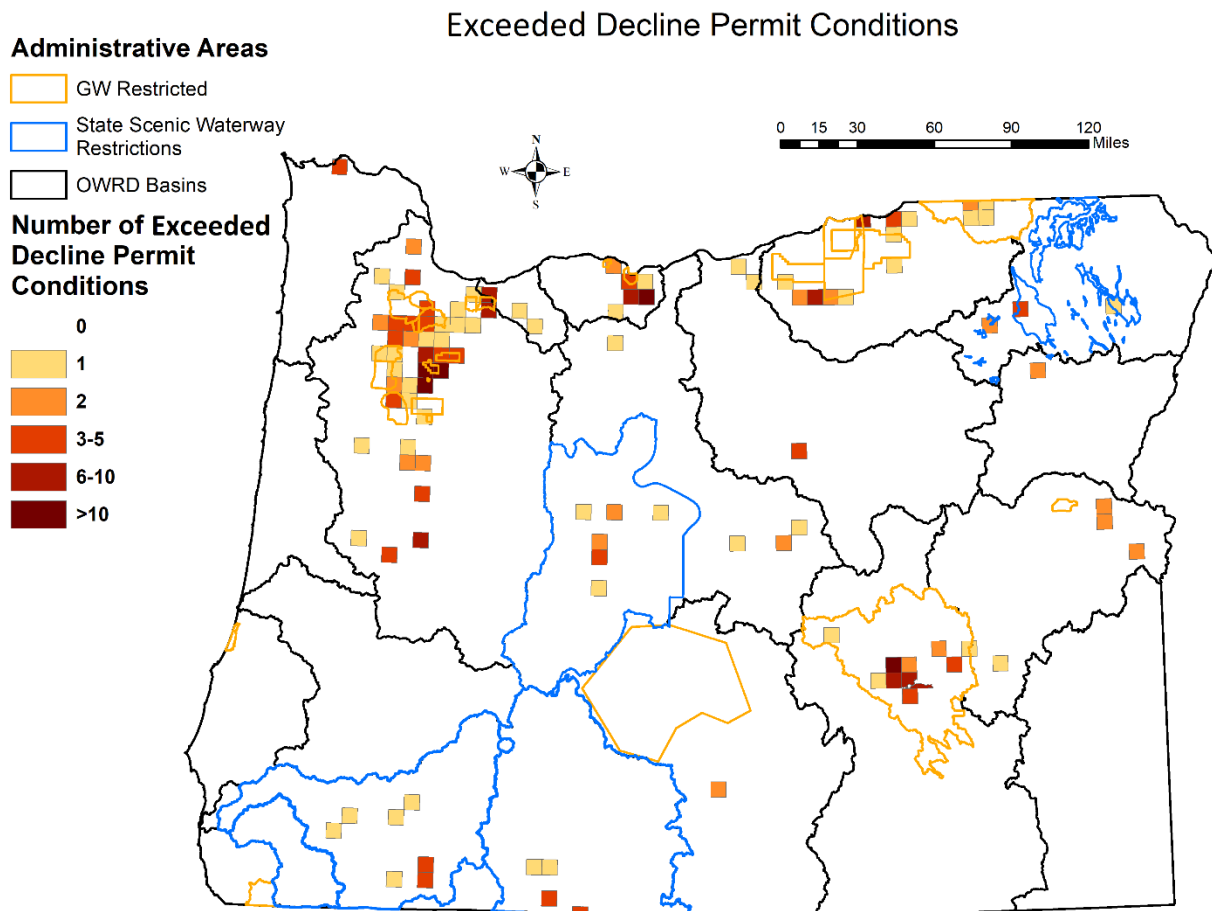 Exceeded Decline Permit Conditions
Administrative Areas
GW Restricted
State Scenic Waterway
Restrictions
OWRD Basins
Number of Exceeded
Decline Permit
Conditions
0
1
2
3-5
6-10
>10
N
W E
S
0 15 30 60 90 120
Miles